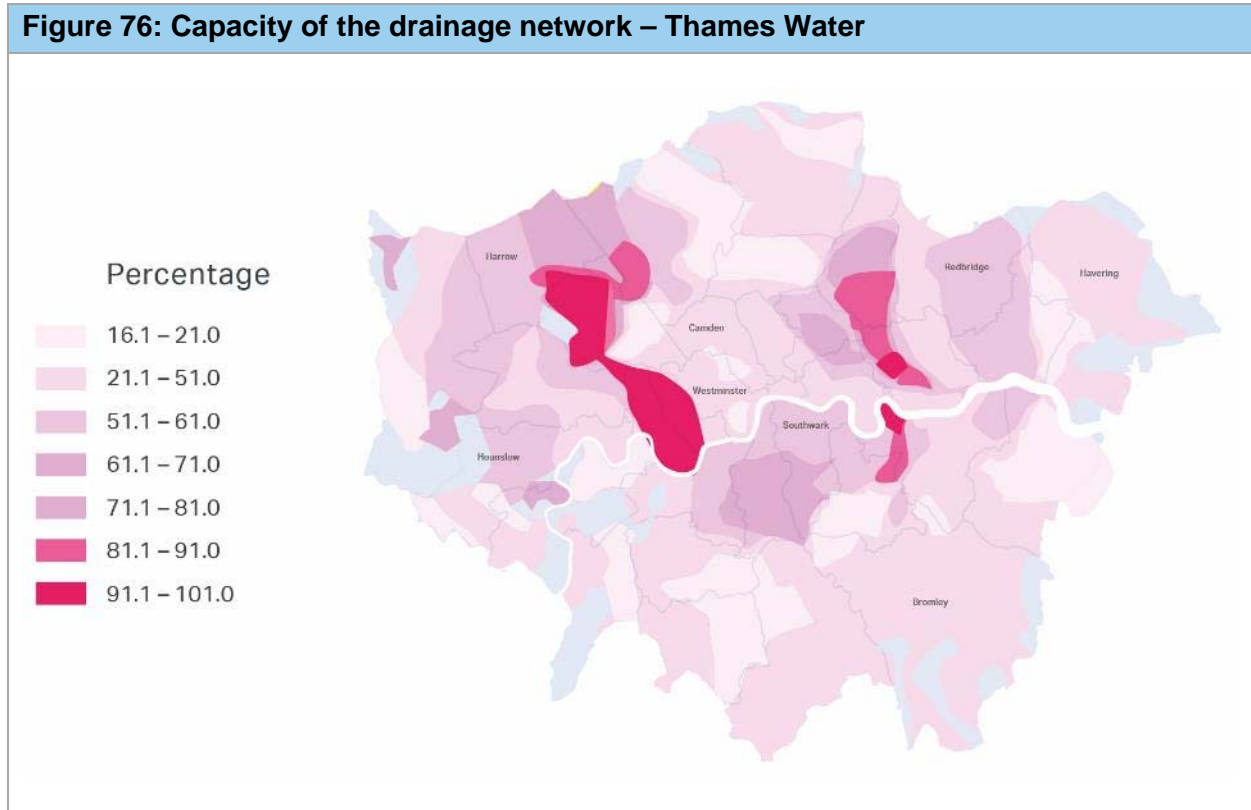 Figure 76: Capacity of the drainage network – Thames Water
Percentage
16.1 – 21.0
21.1 – 51.0
51.1 – 61.0
61.1 – 71.0
71.1 – 81.0
81.1 – 91.0
91.1 – 101.0
Harrow
Redbridge
Havering
Camden
Westminster
Southwark
Hounslow
Bromley